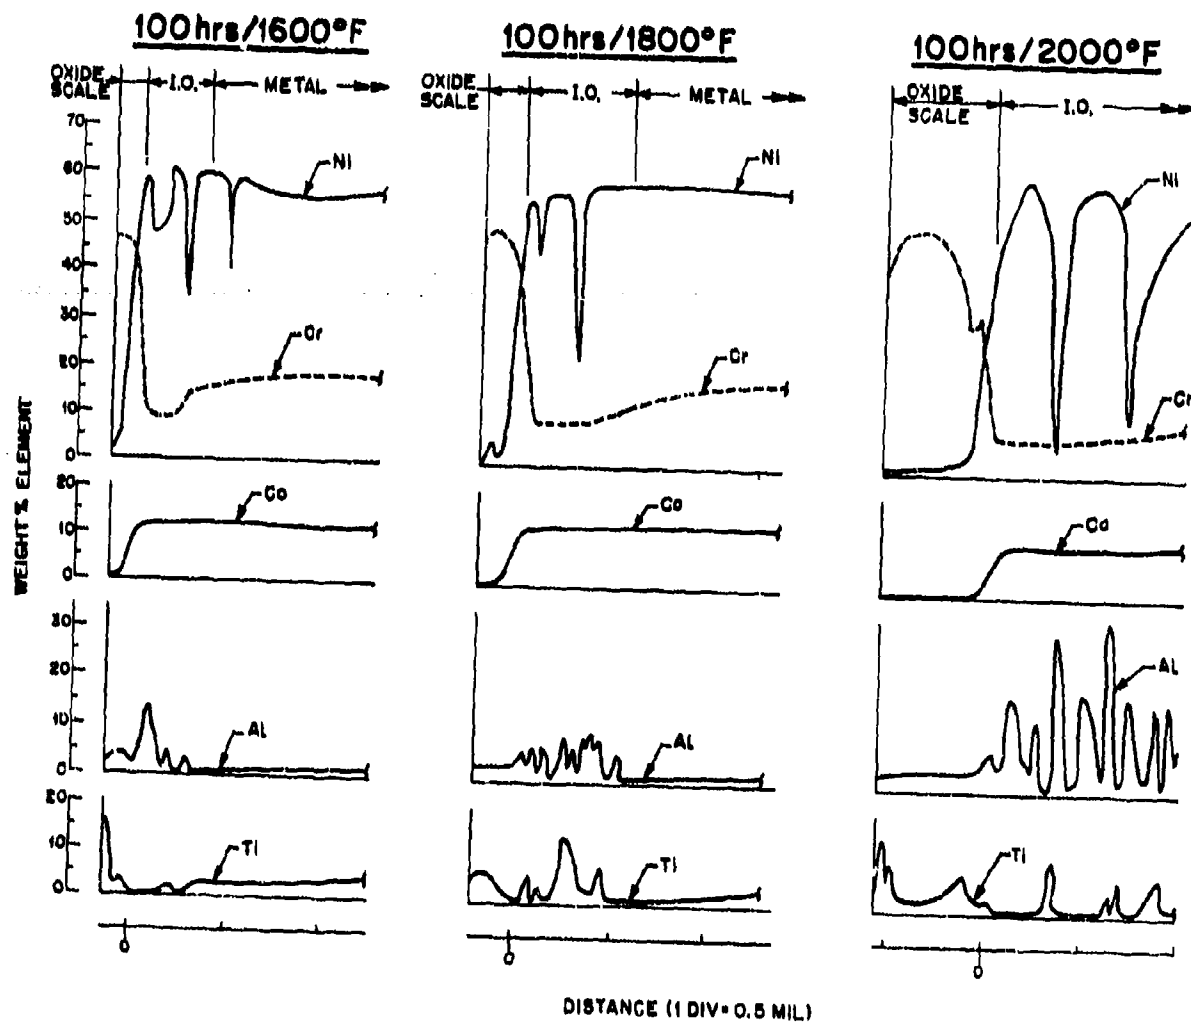 100hrs/1600°F
100hrs/1800°F
100hrs/2000°F
OXIDE SCALE
I.O.
METAL
OXIDE SCALE
I.O.
METAL
OXIDE SCALE
I.O.
70
60
50
40
30
20
10
0
Ni
Cr
Ni
Cr
Ni
Cr
WEIGHT % ELEMENT
20
10
0
Co
Co
Co
30
20
10
0
AL
AL
AL
20
10
0
Ti
Ti
Ti
0
0
0
DISTANCE (1 DIV = 0.5 MIL)